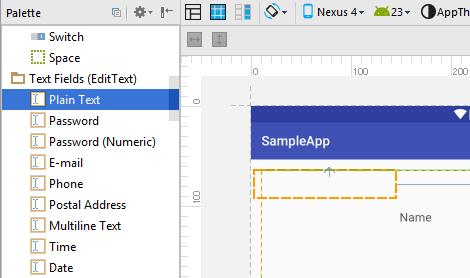 Palette
Nexus 4
23
AppTh
Switch
Space
Text Fields (EditText)
Plain Text
Password
Password (Numeric)
E-mail
Phone
Postal Address
Multiline Text
Time
Date
0
100
200
0
100
SampleApp
Name